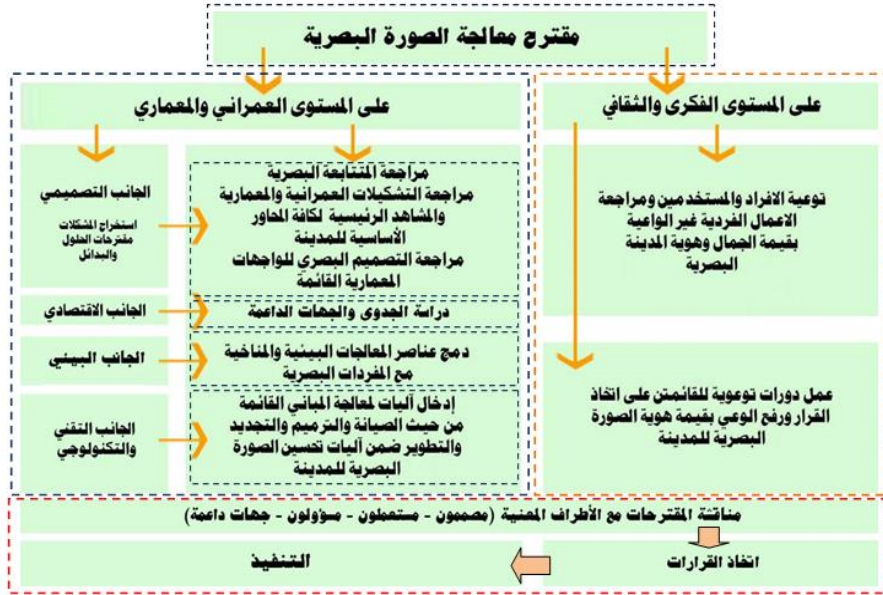 مقترح معالجة الصورة البصرية
على المستوى الفكرى والثقافي
توعية الافراد والمستخدمين ومراجعة
الاعمال الفردية غير الواعية
بقيمة الجمال وهوية المدينة
البصرية
عمل دورات توعوية للقائمتن على اتخاذ
القرار ورفع الوعي بقيمة هوية الصورة
البصرية للمدينة
على المستوى العمراني والمعماري
الجانب التصميمي
استخراج المشكلات
مقترحات الحلول
والبدائل
مراجعة المتتابعة البصرية
مراجعة التشكيلات العمرانية والمعمارية
والمشاهد الرئيسية لكافة المحاور
الأساسية للمدينة
مراجعة التصميم البصري للواجهات
المعمارية القائمة
الجانب الاقتصادي
دراسة الجدوى والجهات الداعمة
الجانب البيئى
دمج عناصر المعالجات البيئية والمناخية
مع المفردات البصرية
الجانب التقني
والتكنولوجي
إدخال آليات لمعالجة المباني القائمة
من حيث الصيانة والترميم والتجديد
والتطوير ضمن آليات تحسين الصورة
البصرية للمدينة
مناقشة المقترحات مع الأطراف المعنية (مصممون - مستعملون - مسؤولون - جهات داعمة)
اتخاذ القرارات
التنفيذ